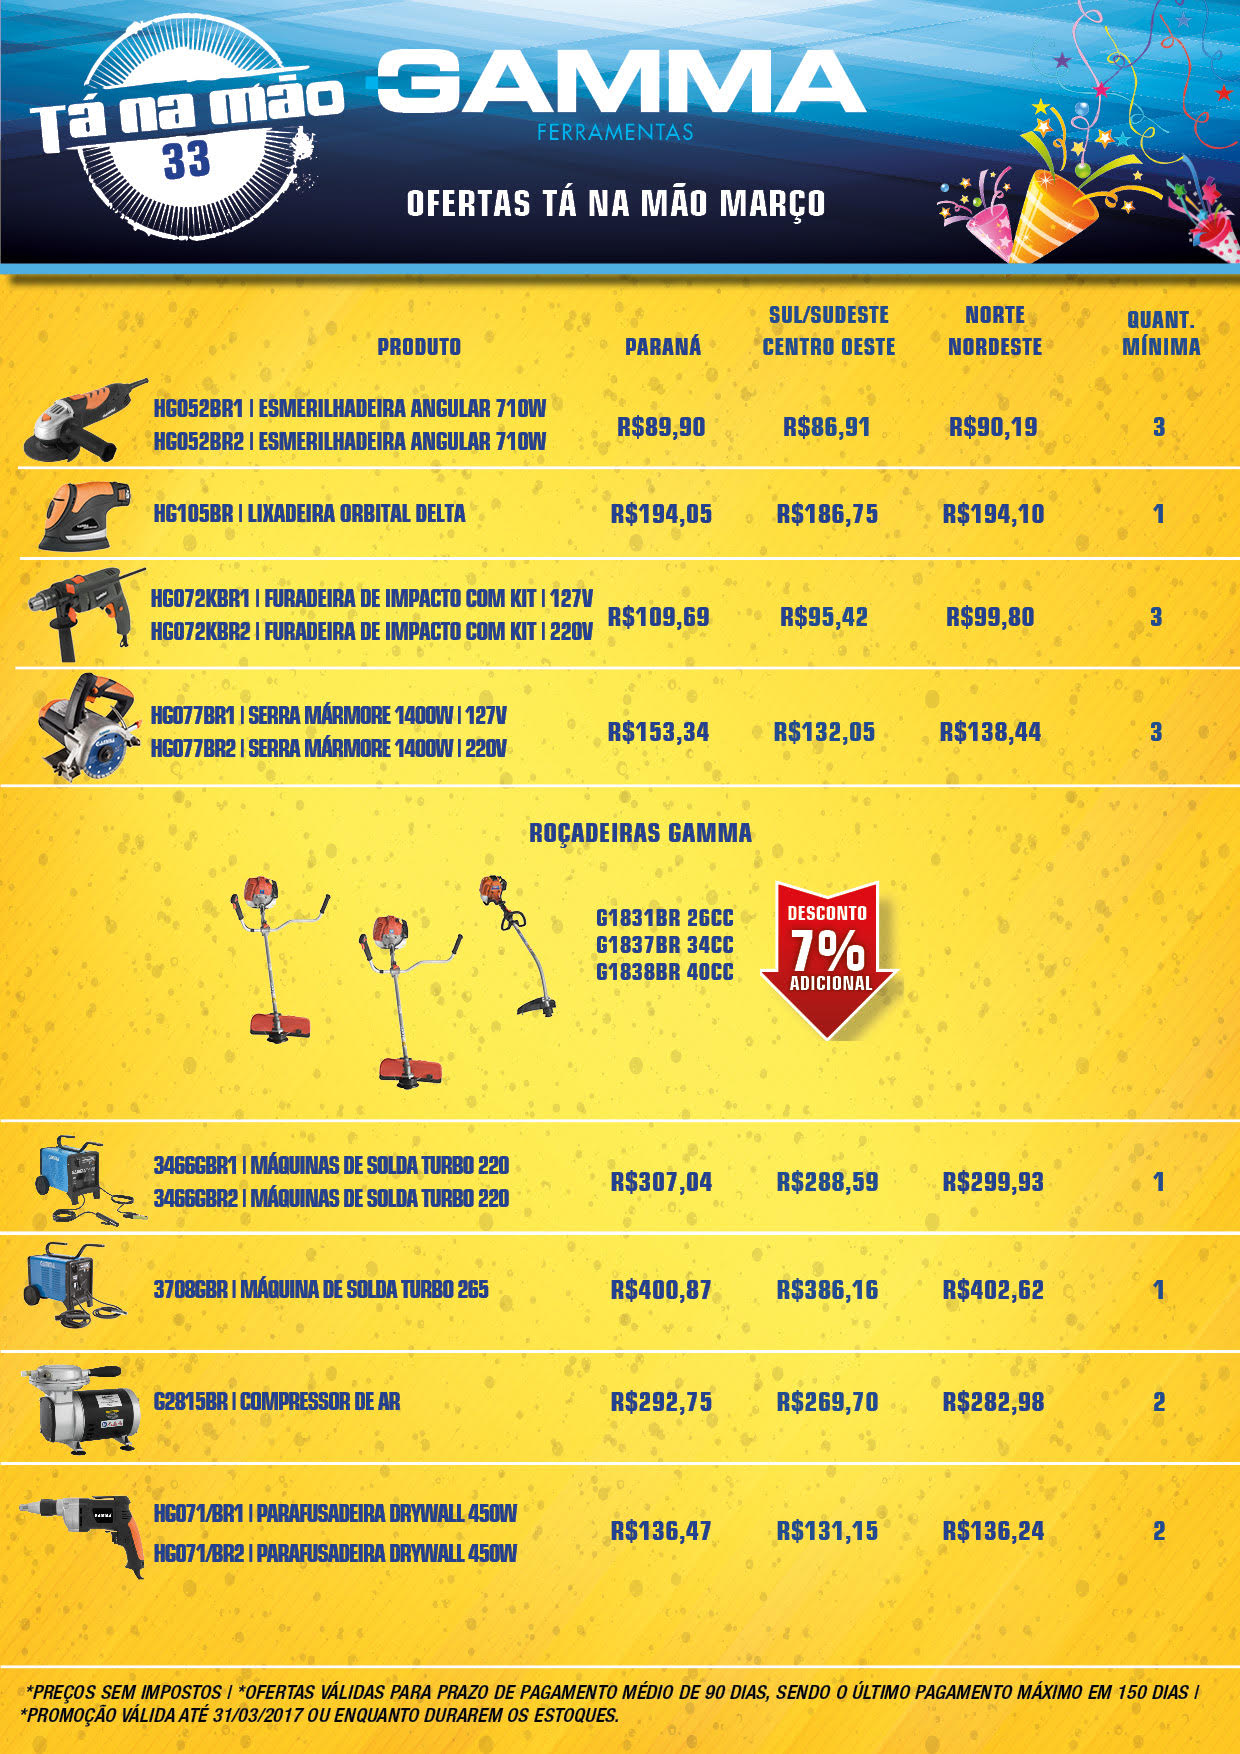 Tá na mão
33
GAMMA
FERRAMENTAS
OFERTAS TÁ NA MÃO MARÇO
PRODUTO
PARANÁ
SUL/SUDESTE
CENTRO OESTE
NORTE
NORDESTE
QUANT.
MÍNIMA
HG052BR1 | ESMERILHADEIRA ANGULAR 710W
HG052BR2 | ESMERILHADEIRA ANGULAR 710W
R$89,90 R$86,91 R$90,19 3
HG105BR | LIXADEIRA ORBITAL DELTA R$194,05 R$186,75 R$194,10 1
HG072KBR1 | FURADEIRA DE IMPACTO COM KIT | 127V
HG072KBR2 | FURADEIRA DE IMPACTO COM KIT | 220V
R$109,69 R$95,42 R$99,80 3
HG077BR1 | SERRA MÁRMORE 1400W | 127V
HG077BR2 | SERRA MÁRMORE 1400W | 220V
R$153,34 R$132,05 R$138,44 3
ROÇADEIRAS GAMMA
G1831BR 26CC
G1837BR 34CC
G1838BR 40CC
DESCONTO
7%
ADICIONAL
3466GBR1 | MÁQUINAS DE SOLDA TURBO 220
3466GBR2 | MÁQUINAS DE SOLDA TURBO 220
R$307,04 R$288,59 R$299,93 1
3708GBR | MÁQUINA DE SOLDA TURBO 265 R$400,87 R$386,16 R$402,62 1
G2815BR | COMPRESSOR DE AR R$292,75 R$269,70 R$282,98 2
HG071/BR1 | PARAFUSADEIRA DRYWALL 450W
HG071/BR2 | PARAFUSADEIRA DRYWALL 450W
R$136,47 R$131,15 R$136,24 2
*PREÇOS SEM IMPOSTOS | *OFERTAS VÁLIDAS PARA PRAZO DE PAGAMENTO MÉDIO DE 90 DIAS, SENDO O ÚLTIMO PAGAMENTO MÁXIMO EM 150 DIAS |
*PROMOÇÃO VÁLIDA ATÉ 31/03/2017 OU ENQUANTO DURAREM OS ESTOQUES.